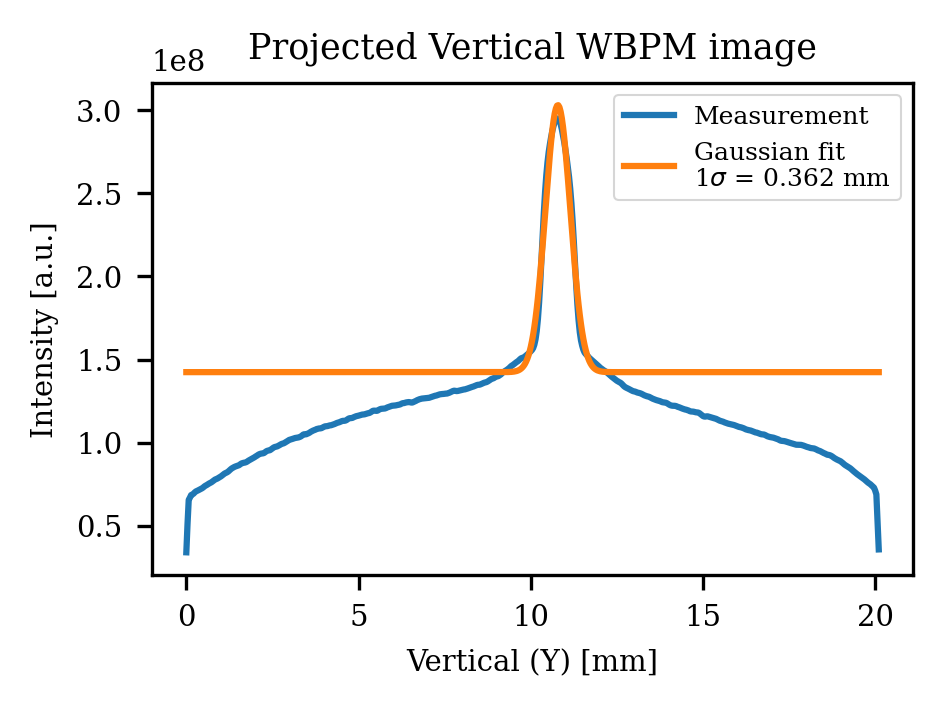 Projected Vertical WBPM image
1e8
3.0
2.5
2.0
1.5
1.0
0.5
Intensity [a.u.]
Measurement
Gaussian fit
1σ = 0.362 mm
0 5 10 15 20
Vertical (Y) [mm]